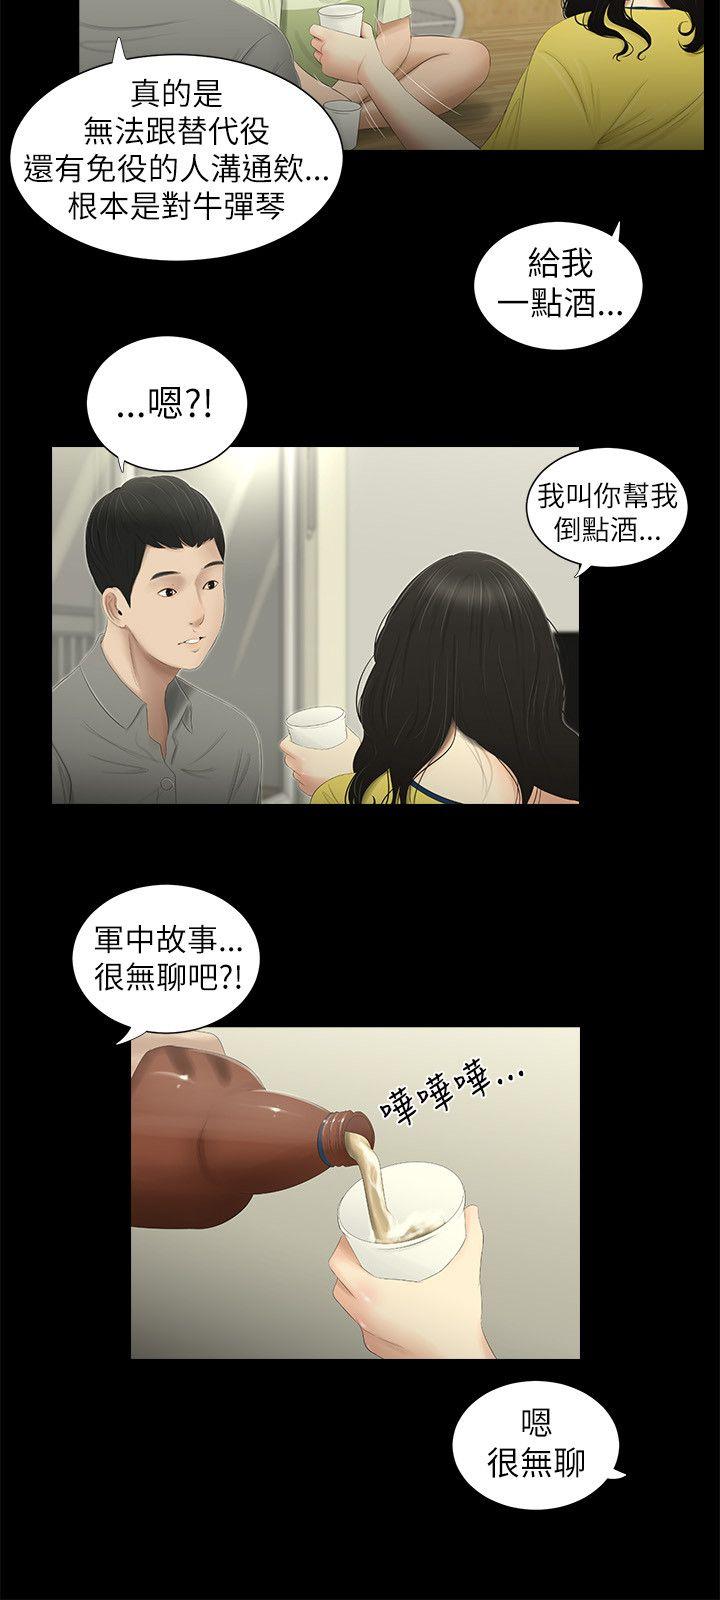 真的是
無法跟替代役
還有免役的人溝通欸...
根本是對牛彈琴
給我
一點酒...
...嗯?!
我叫你幫我
倒點酒...
軍中故事...
很無聊吧?!
嘩嘩嘩...
嗯
很無聊